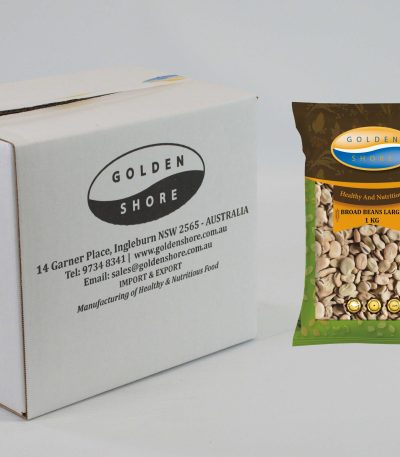 GOLDEN
SHORE
14 Garner Place, Ingleburn NSW 2565 - AUSTRALIA
Tel: 9734 8341 | www.goldenshore.com.au
Email: sales@goldenshore.com.au
IMPORT & EXPORT
Manufacturing of Healthy & Nutritious Food
GOLDEN
SHORE
Healthy And Nutritiou
BROAD BEANS LARG
1 KG